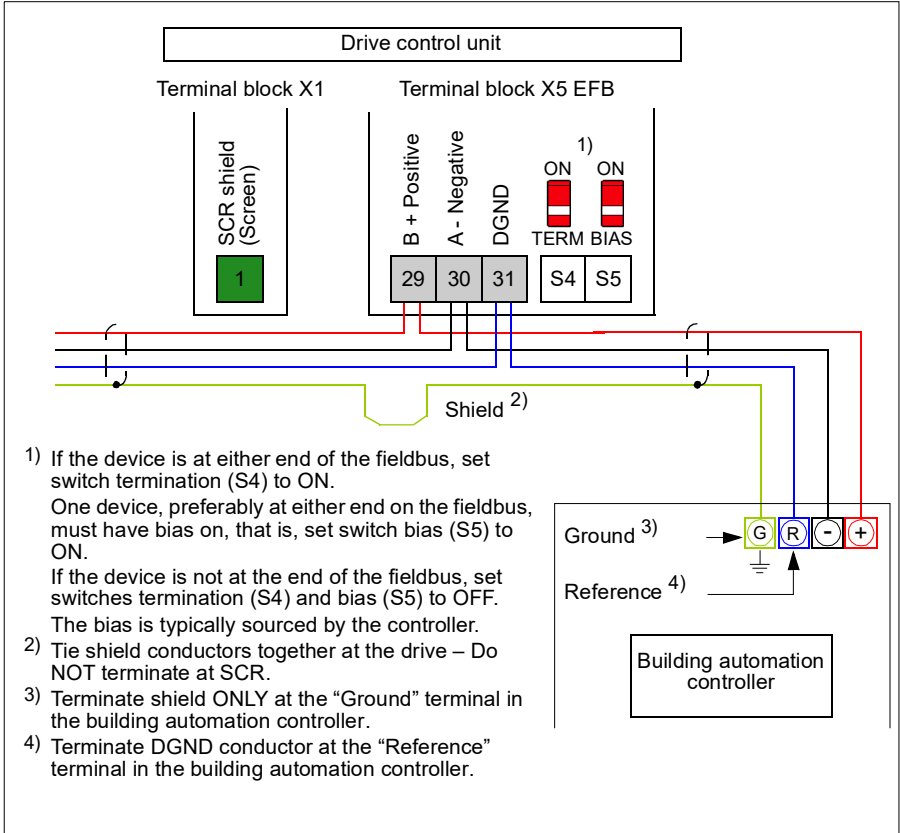 Drive control unit
Terminal block X1
Terminal block X5 EFB
SCR shield
(Screen)
B + Positive
A - Negative
DGND
1)
ON
ON
TERM
BIAS
1
29
30
31
S4
S5
Shield 2)
1) If the device is at either end of the fieldbus, set
switch termination (S4) to ON.
One device, preferably at either end on the fieldbus,
must have bias on, that is, set switch bias (S5) to
ON.
If the device is not at the end of the fieldbus, set
switches termination (S4) and bias (S5) to OFF.
The bias is typically sourced by the controller.
2) Tie shield conductors together at the drive – Do
NOT terminate at SCR.
3) Terminate shield ONLY at the “Ground” terminal in
the building automation controller.
4) Terminate DGND conductor at the “Reference”
terminal in the building automation controller.
Ground 3)
G
R
-
+
Reference 4)
Building automation
controller